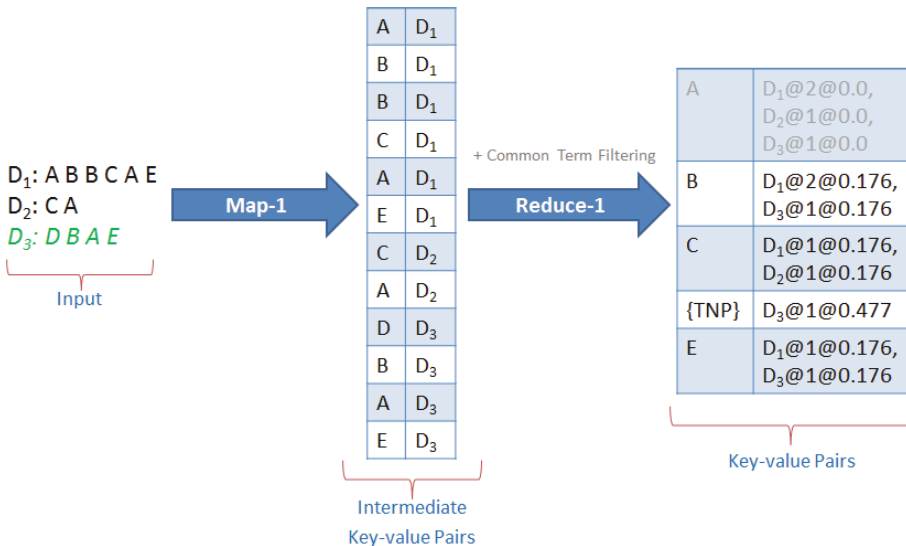 D₁: A B B C A E
D₂: C A
D₃: D B A E
Input
Map-1
A D₁
B D₁
B D₁
C D₁
A D₁
E D₁
C D₂
A D₂
D D₃
B D₃
A D₃
E D₃
Intermediate
Key-value Pairs
+ Common Term Filtering
Reduce-1
A D₁@2@0.0,
D₂@1@0.0,
D₃@1@0.0
B D₁@2@0.176,
D₃@1@0.176
C D₁@1@0.176,
D₂@1@0.176
{TNP} D₃@1@0.477
E D₁@1@0.176,
D₃@1@0.176
Key-value Pairs